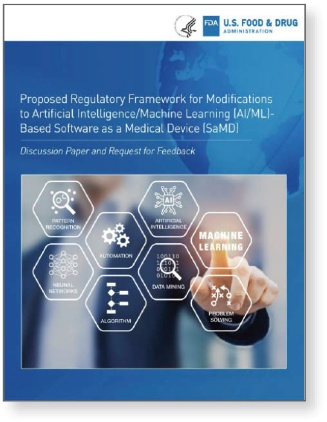 FDA
U.S. FOOD & DRUG
ADMINISTRATION
Proposed Regulatory Framework for Modifications
to Artificial Intelligence/Machine Learning (AI/ML)-
Based Software as a Medical Device (SaMD)
Discussion Paper and Request for Feedback
PATTERN
RECOGNITION
AI
ARTIFICIAL
INTELLIGENCE
AUTOMATION
MACHINE
LEARNING
NEURAL
NETWORKS
DATA MINING
ALGORITHM
PROBLEM
SOLVING